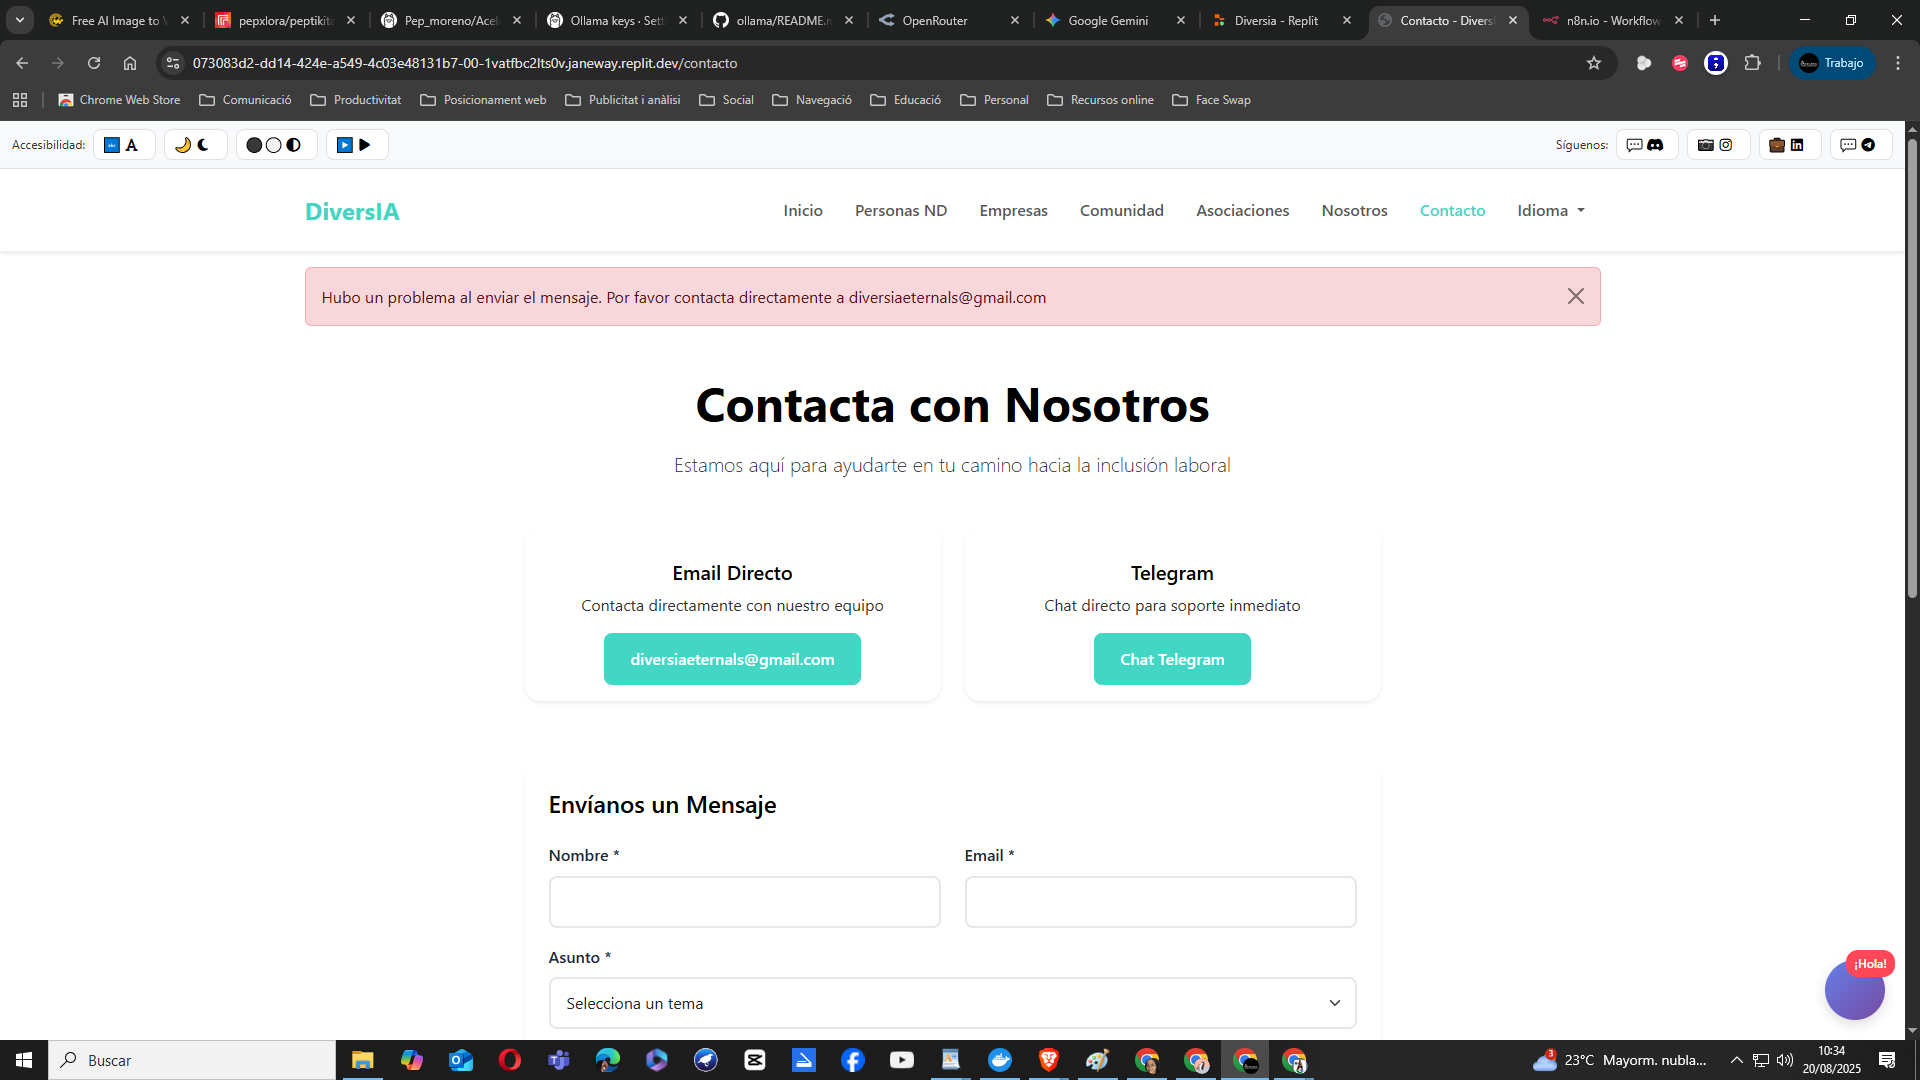 Free AI Image to V
pepxlora/peptikita
Pep_moreno/Acel
Ollama keys · Sett
ollama/README.m
OpenRouter
Google Gemini
Diversia - Replit
Contacto - Divers
n8n.io - Workflow
073083d2-dd14-424e-a549-4c03e48131b7-00-1vatfbc2lts0v.janeway.replit.dev/contacto
Trabajo
Chrome Web Store
Comunicació
Productivitat
Posicionament web
Publicitat i anàlisi
Social
Navegació
Educació
Personal
Recursos online
Face Swap
Accesibilidad:
A
Síguenos:
DiversIA
Inicio
Personas ND
Empresas
Comunidad
Asociaciones
Nosotros
Contacto
Idioma
Hubo un problema al enviar el mensaje. Por favor contacta directamente a diversiaeternals@gmail.com
Contacta con Nosotros
Estamos aquí para ayudarte en tu camino hacia la inclusión laboral
Email Directo
Contacta directamente con nuestro equipo
diversiaeternals@gmail.com
Telegram
Chat directo para soporte inmediato
Chat Telegram
Envíanos un Mensaje
Nombre *
Email *
Asunto *
Selecciona un tema
¡Hola!
Buscar
3
23°C Mayorm. nubla...
10:34
20/08/2025